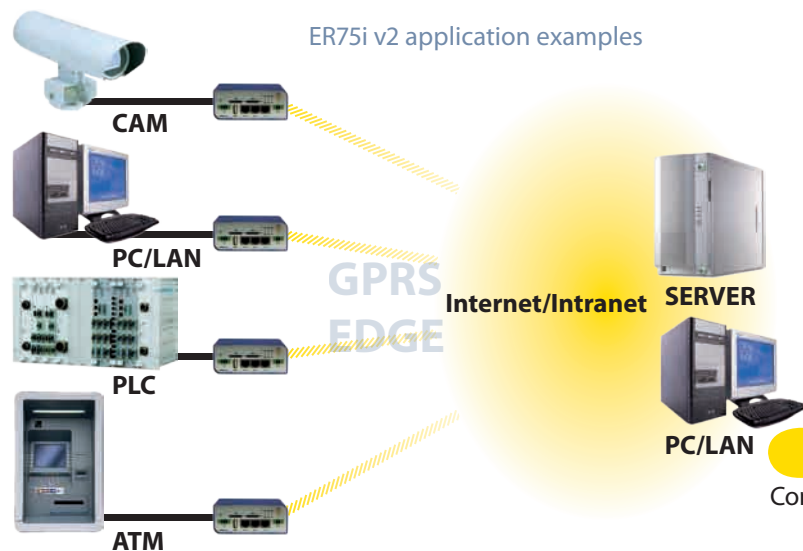 ER75i v2 application examples
CAM
PC/LAN
GPRS
EDGE
Internet/Intranet
SERVER
PLC
PC/LAN
ATM